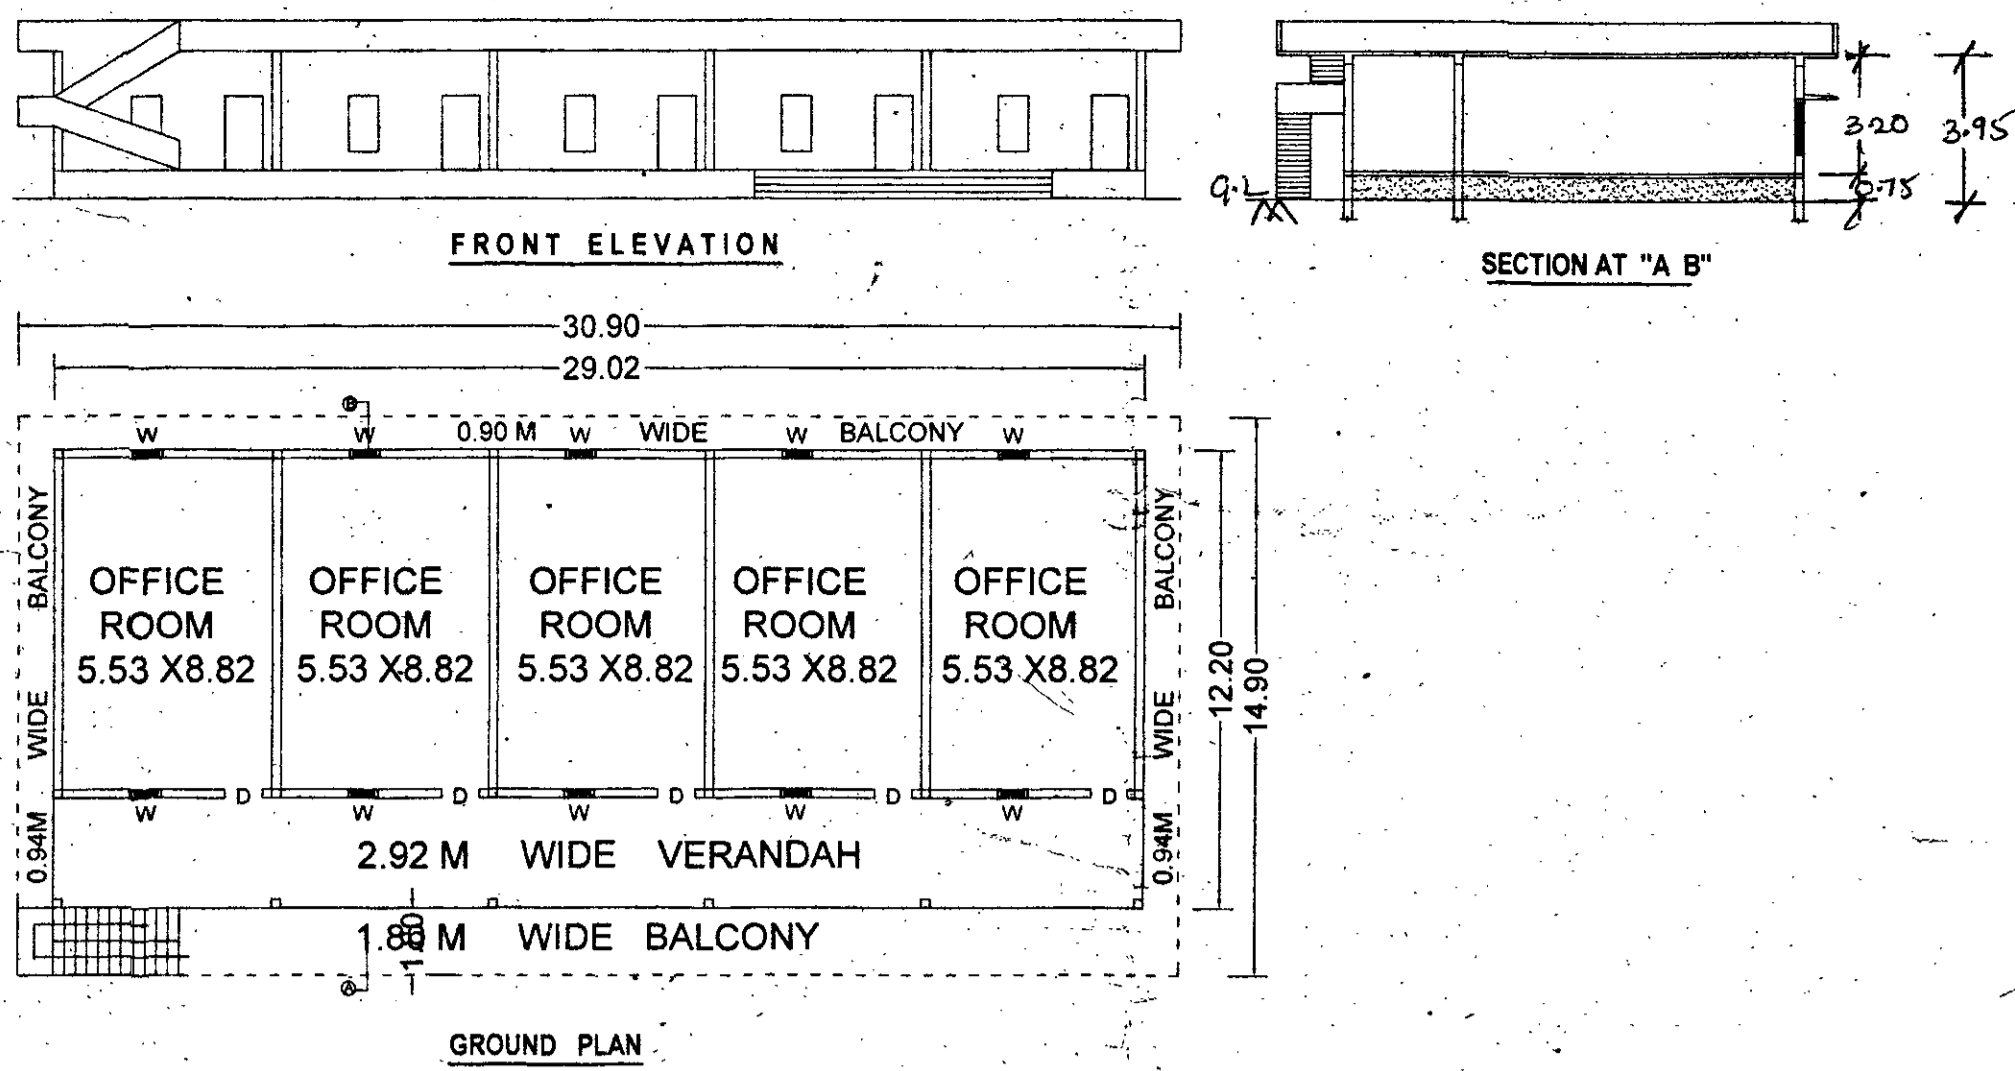 FRONT ELEVATION
3.20
3.95
G.L
0.75
SECTION AT "A B"
30.90
29.02
B
W W 0.90 M W WIDE W BALCONY W
BALCONY
WIDE
0.94M
OFFICE
ROOM
5.53 X8.82
OFFICE
ROOM
5.53 X8.82
OFFICE
ROOM
5.53 X8.82
OFFICE
ROOM
5.53 X8.82
OFFICE
ROOM
5.53 X8.82
BALCONY
WIDE
0.94M
12.20
14.90
D D D D D
W W W W W
2.92 M WIDE VERANDAH
M WIDE BALCONY
A
GROUND PLAN